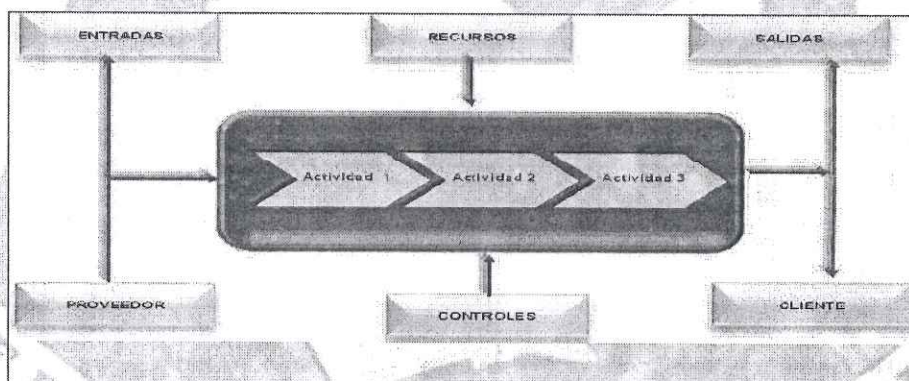 ENTRADAS
RECURSOS
SALIDAS
Actividad 1
Actividad 2
Actividad 3
PROVEEDOR
CONTROLES
CLIENTE